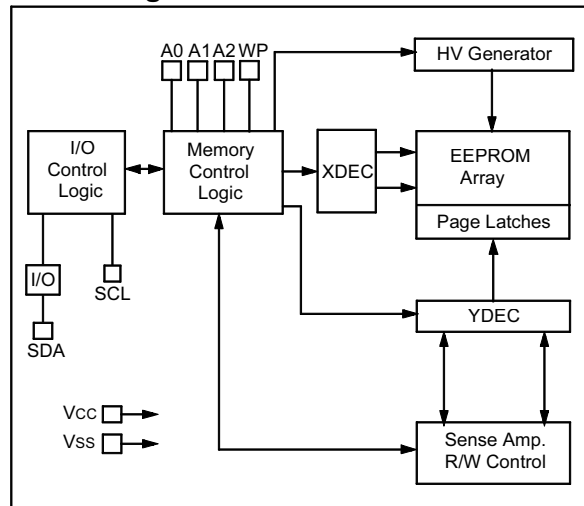 A0 A1 A2 WP
HV Generator
I/O
Control
Logic
Memory
Control
Logic
XDEC
EEPROM
Array
Page Latches
I/O
SCL
SDA
YDEC
VCC
VSS
Sense Amp.
R/W Control